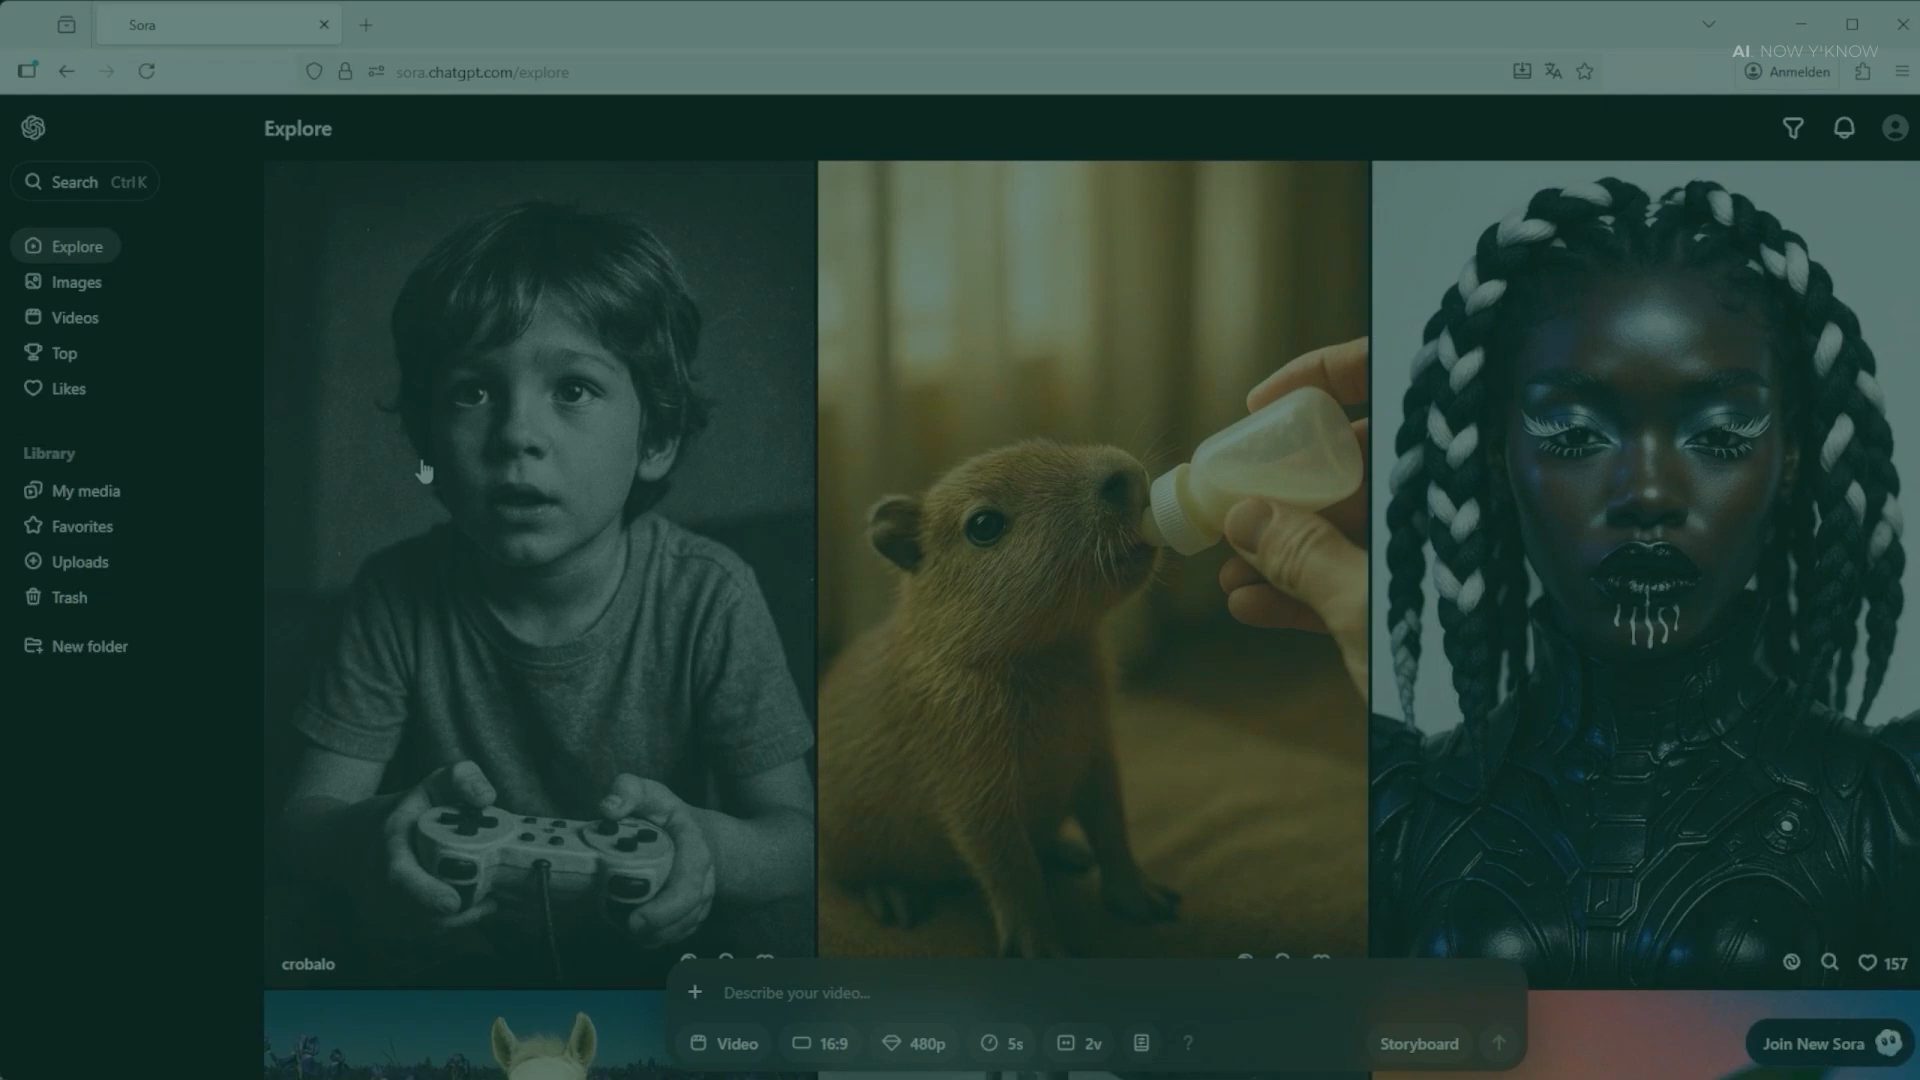 Sora
AI. NOW Y'KNOW
sora.chatgpt.com/explore
Anmelden
Explore
Search Ctrl K
Explore
Images
Videos
Top
Likes
Library
My media
Favorites
Uploads
Trash
New folder
crobalo
157
Describe your video...
Video
16:9
480p
5s
2v
?
Storyboard
Join New Sora